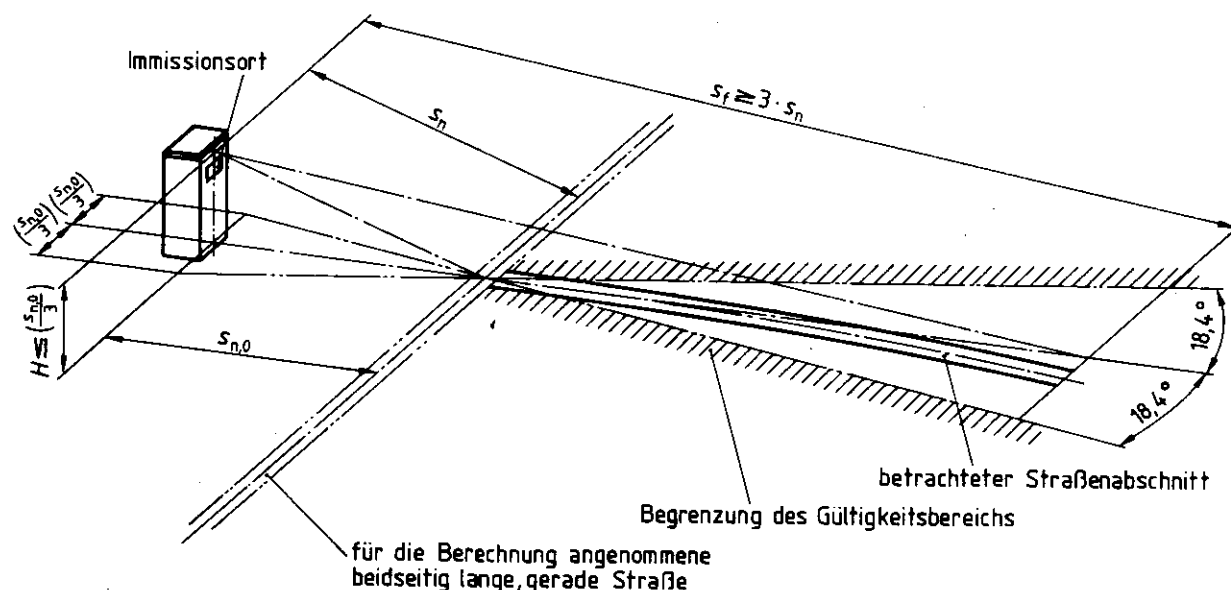 Immissionsort
s_f ≧ 3 · s_n
s_n
(s_n,0/3)
(s_n,0/3)
H ≦ (s_n,0/3)
s_n,0
18,4°
18,4°
betrachteter Straßenabschnitt
Begrenzung des Gültigkeitsbereichs
für die Berechnung angenommene
beidseitig lange, gerade Straße